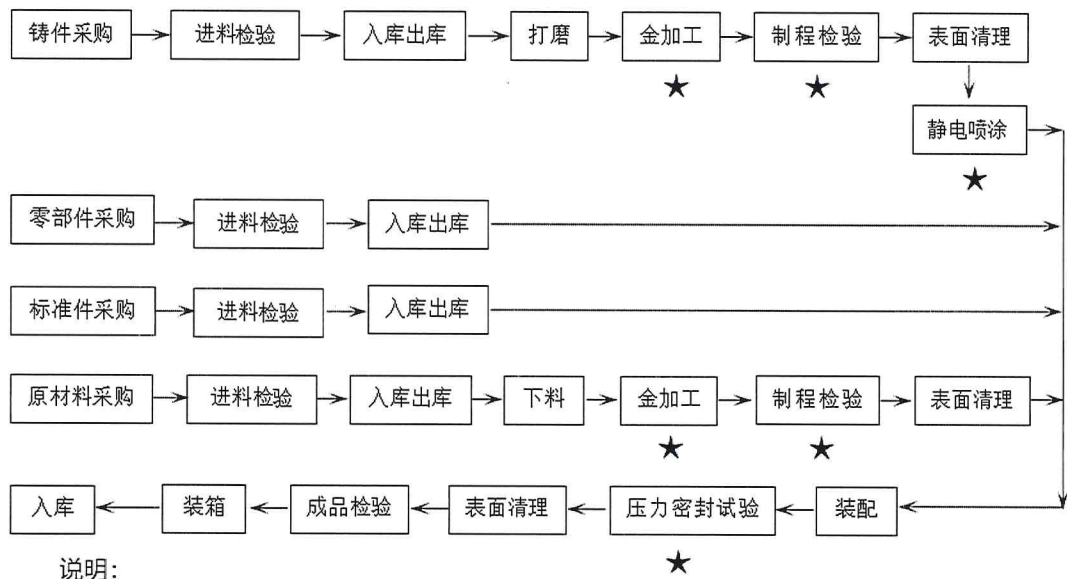 铸件采购 进料检验 入库出库 打磨 金加工 制程检验 表面清理
★ ★
静电喷涂
★
零部件采购 进料检验 入库出库
标准件采购 进料检验 入库出库
原材料采购 进料检验 入库出库 下料 金加工 制程检验 表面清理
★ ★
入库 装箱 成品检验 表面清理 压力密封试验 装配
★
说明：